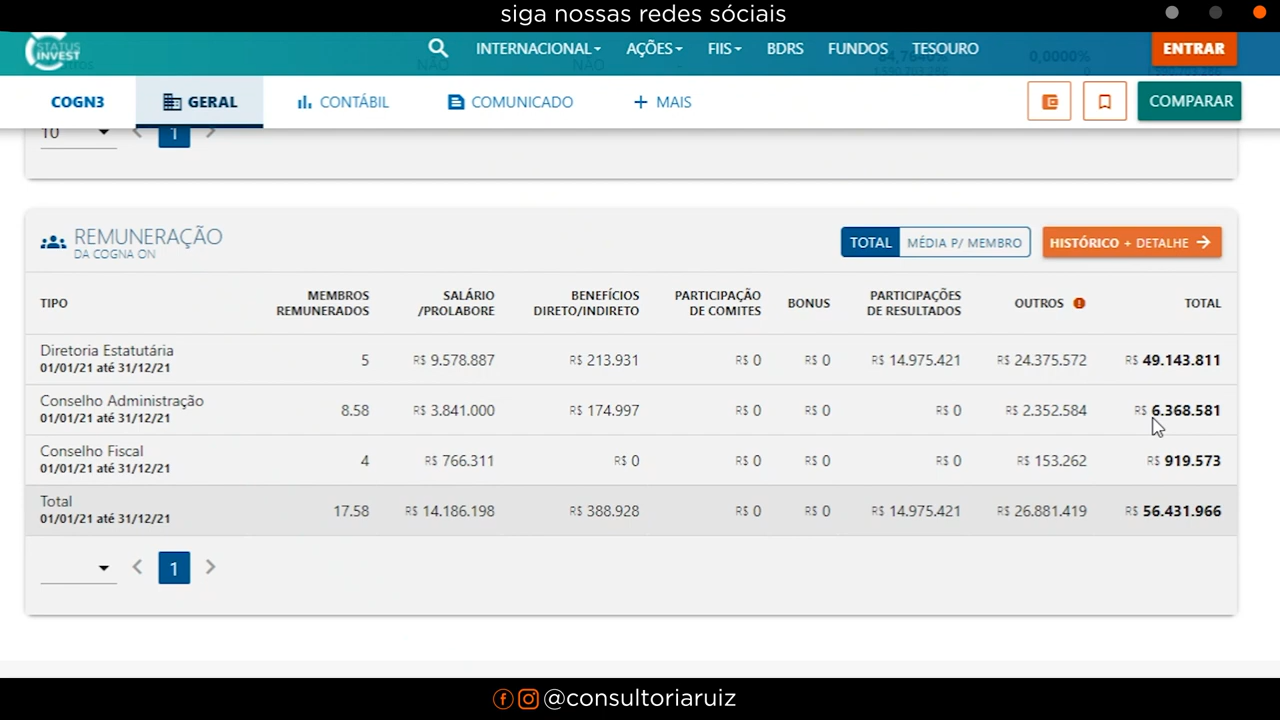 siga nossas redes sóciais
STATUS
INVEST
INTERNACIONAL
AÇÕES
FIIS
BDRS
FUNDOS
TESOURO
ENTRAR
NÃO
NÃO
84,7840%
0,0000%
COGN3
GERAL
CONTÁBIL
COMUNICADO
+ MAIS
COMPARAR
10
1
REMUNERAÇÃO
DA COGNA ON
TOTAL
MÉDIA P/ MEMBRO
HISTÓRICO + DETALHE
TIPO
MEMBROS
REMUNERADOS
SALÁRIO
/PROLABORE
BENEFÍCIOS
DIRETO/INDIRETO
PARTICIPAÇÃO
DE COMITES
BONUS
PARTICIPAÇÕES
DE RESULTADOS
OUTROS
TOTAL
Diretoria Estatutária
01/01/21 até 31/12/21
5 R$ 9.578.887 R$ 213.931 R$ 0 R$ 0 R$ 14.975.421 R$ 24.375.572 R$ 49.143.811
Conselho Administração
01/01/21 até 31/12/21
8.58 R$ 3.841.000 R$ 174.997 R$ 0 R$ 0 R$ 0 R$ 2.352.584 R$ 6.368.581
Conselho Fiscal
01/01/21 até 31/12/21
4 R$ 766.311 R$ 0 R$ 0 R$ 0 R$ 0 R$ 153.262 R$ 919.573
Total
01/01/21 até 31/12/21
17.58 R$ 14.186.198 R$ 388.928 R$ 0 R$ 0 R$ 14.975.421 R$ 26.881.419 R$ 56.431.966
1
@consultoriaruiz